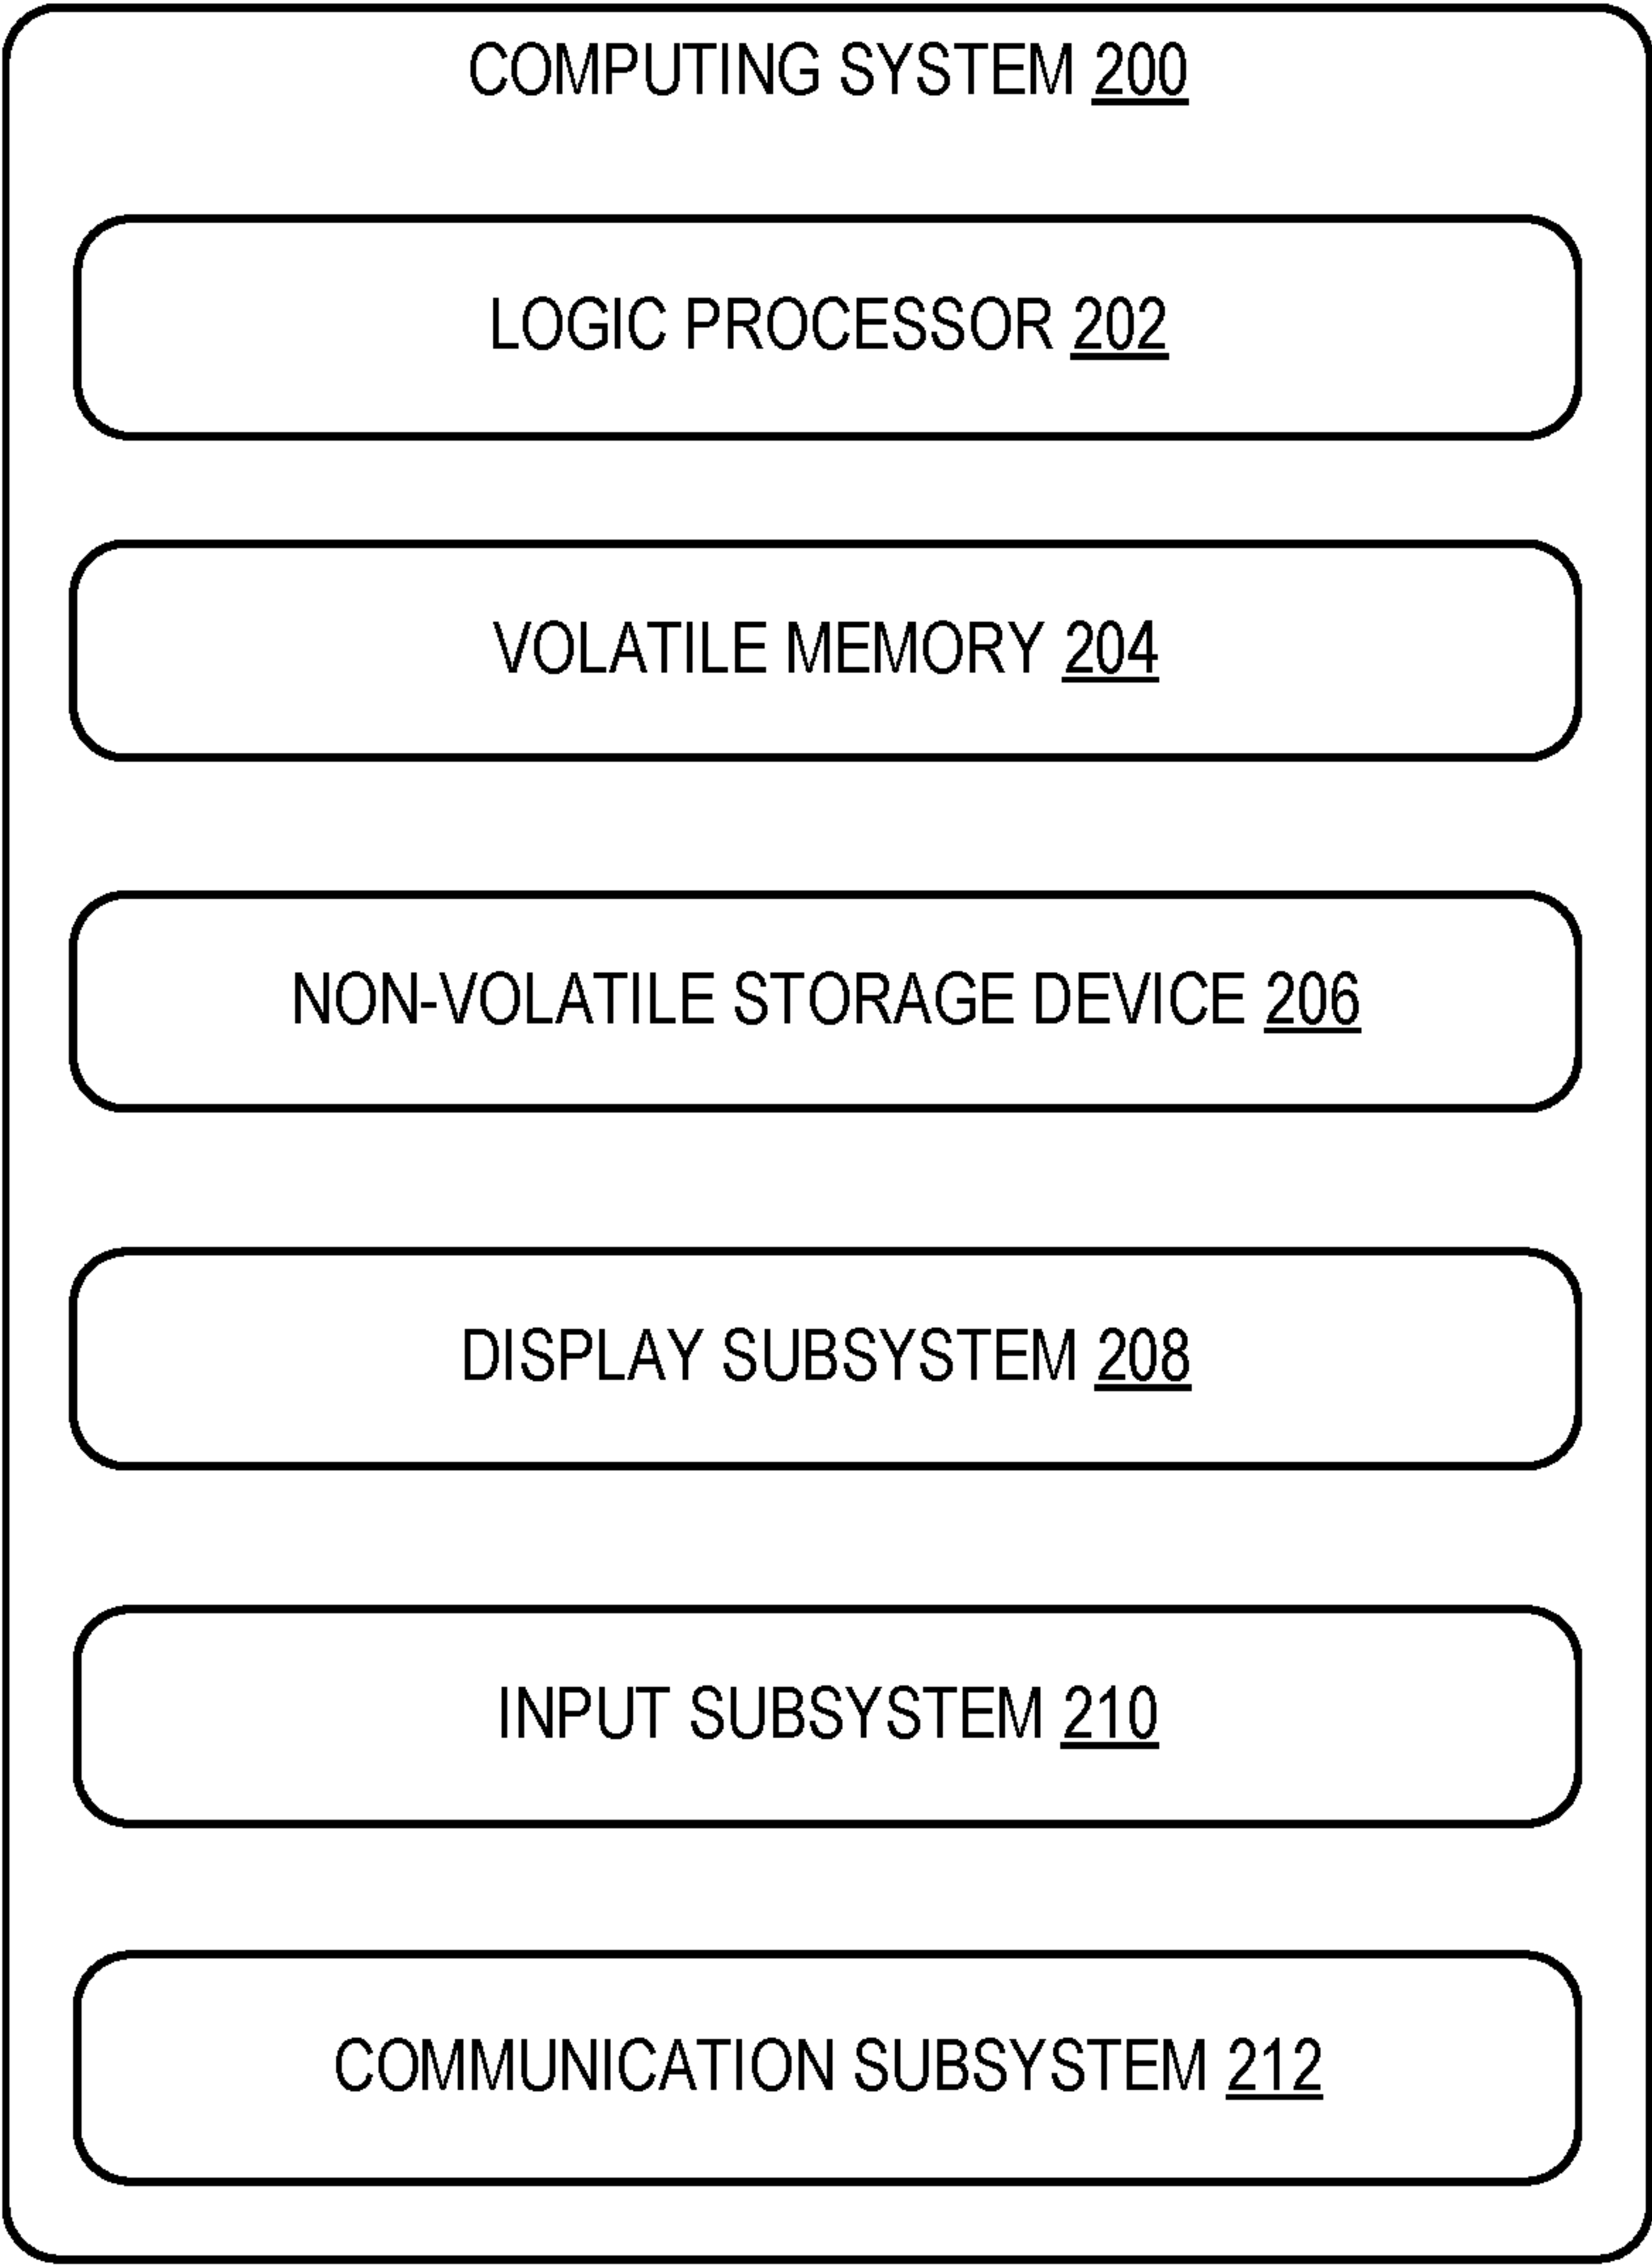 COMPUTING SYSTEM 200
LOGIC PROCESSOR 202
VOLATILE MEMORY 204
NON-VOLATILE STORAGE DEVICE 206
DISPLAY SUBSYSTEM 208
INPUT SUBSYSTEM 210
COMMUNICATION SUBSYSTEM 212